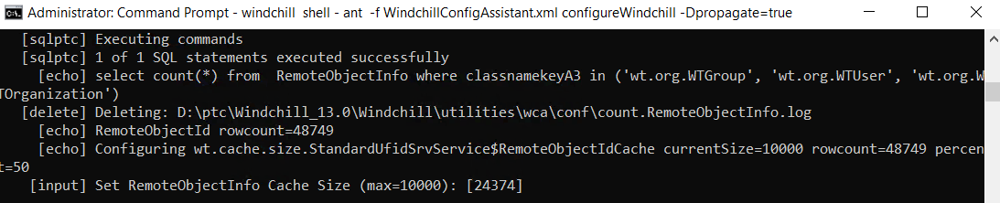 Administrator: Command Prompt - windchill  shell - ant  -f WindchillConfigAssistant.xml configureWindchill -Dpropagate=true
[sqlptc] Executing commands
[sqlptc] 1 of 1 SQL statements executed successfully
[echo] select count(*) from  RemoteObjectInfo where classnamekeyA3 in ('wt.org.WTGroup', 'wt.org.WTUser', 'wt.org.W
TOrganization')
[delete] Deleting: D:\ptc\Windchill_13.0\Windchill\utilities\wca\conf\count.RemoteObjectInfo.log
[echo] RemoteObjectId rowcount=48749
[echo] Configuring wt.cache.size.StandardUfidSrvService$RemoteObjectIdCache currentSize=10000 rowcount=48749 percen
t=50
[input] Set RemoteObjectInfo Cache Size (max=10000): [24374]